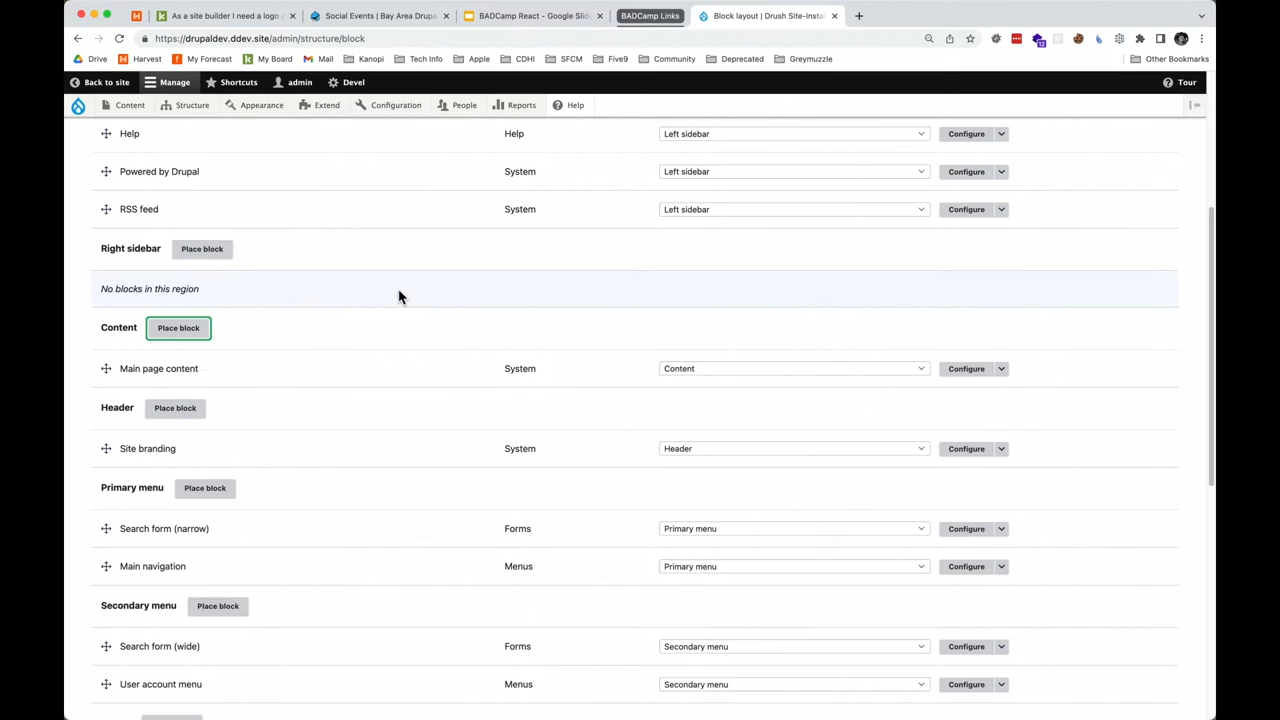 As a site builder I need a logo
Social Events | Bay Area Drupa
BADCamp React - Google Slid
BADCamp Links
Block layout | Drush Site-Instal
https://drupaldev.ddev.site/admin/structure/block
Drive
Harvest
My Forecast
My Board
Mail
Kanopi
Tech Info
Apple
CDHI
SFCM
Five9
Community
Deprecated
Greymuzzle
Other Bookmarks
Back to site
Manage
Shortcuts
admin
Devel
Tour
Content
Structure
Appearance
Extend
Configuration
People
Reports
Help
Help System Left sidebar Configure
Powered by Drupal System Left sidebar Configure
RSS feed System Left sidebar Configure
Right sidebar Place block
No blocks in this region
Content Place block
Main page content System Content Configure
Header Place block
Site branding System Header Configure
Primary menu Place block
Search form (narrow) Forms Primary menu Configure
Main navigation Menus Primary menu Configure
Secondary menu Place block
Search form (wide) Forms Secondary menu Configure
User account menu Menus Secondary menu Configure